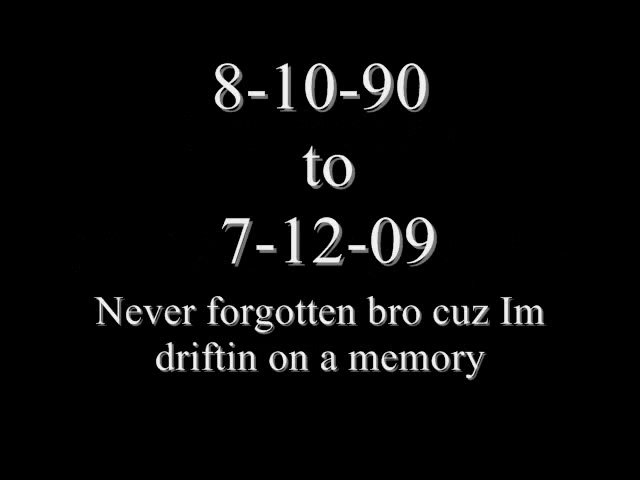 8-10-90
to
7-12-09
Never forgotten bro cuz Im
driftin on a memory